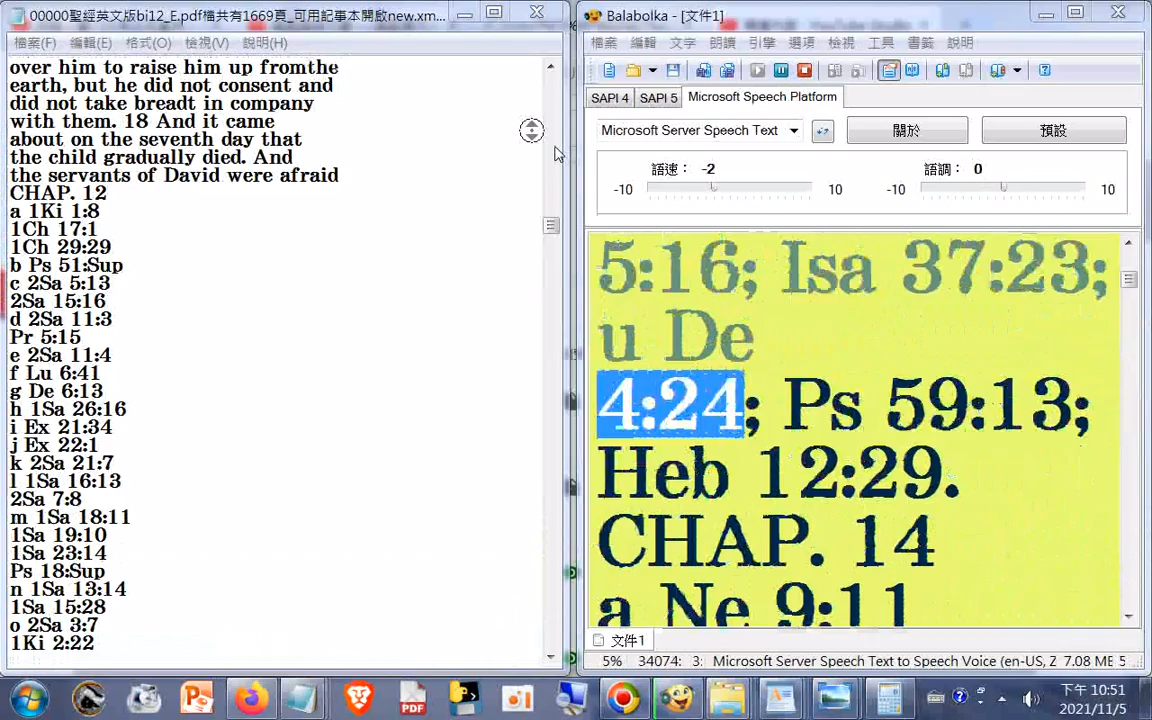 00000聖經英文版bi12_E.pdf檔共有1669頁_可用記事本開啟new.xm...
檔案(F) 編輯(E) 格式(O) 檢視(V) 說明(H)
over him to raise him up fromthe
earth, but he did not consent and
did not take breadt in company
with them. 18 And it came
about on the seventh day that
the child gradually died. And
the servants of David were afraid
CHAP. 12
a 1Ki 1:8
1Ch 17:1
1Ch 29:29
b Ps 51:Sup
c 2Sa 5:13
2Sa 15:16
d 2Sa 11:3
Pr 5:15
e 2Sa 11:4
f Lu 6:41
g De 6:13
h 1Sa 26:16
i Ex 21:34
j Ex 22:1
k 2Sa 21:7
l 1Sa 16:13
2Sa 7:8
m 1Sa 18:11
1Sa 19:10
1Sa 23:14
Ps 18:Sup
n 1Sa 13:14
1Sa 15:28
o 2Sa 3:7
1Ki 2:22
Balabolka - [文件1]
檔案 編輯 文字 朗讀 引擎 選項 檢視 工具 書籤 說明
SAPI 4 SAPI 5 Microsoft Speech Platform
Microsoft Server Speech Text 關於 預設
語速： -2 語調： 0
-10 10 -10 10
5:16; Isa 37:23;
u De
4:24; Ps 59:13;
Heb 12:29.
CHAP. 14
a Ne 9:11
文件1
5% 34074: 3: Microsoft Server Speech Text to Speech Voice (en-US, Z 7.08 MB 5
PDF
下午 10:51
2021/11/5